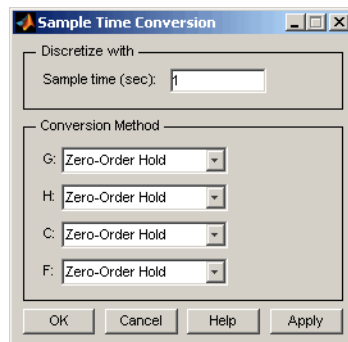 Sample Time Conversion
Discretize with
Sample time (sec): 1
Conversion Method
G: Zero-Order Hold
H: Zero-Order Hold
C: Zero-Order Hold
F: Zero-Order Hold
OK Cancel Help Apply